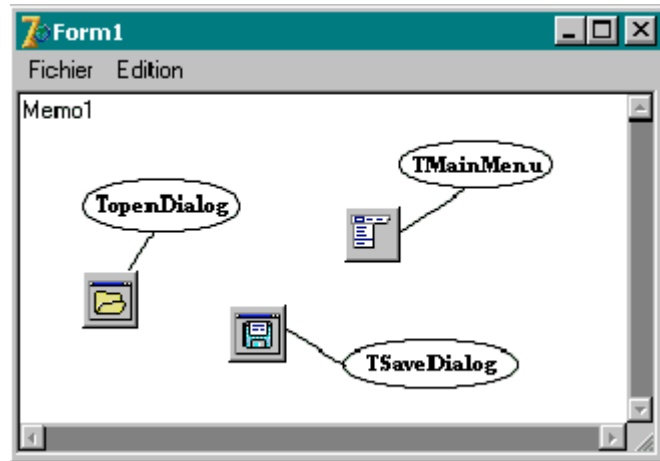 Form1
Fichier Edition
Memo1
TMainMenu
TopenDialog
TSaveDialog